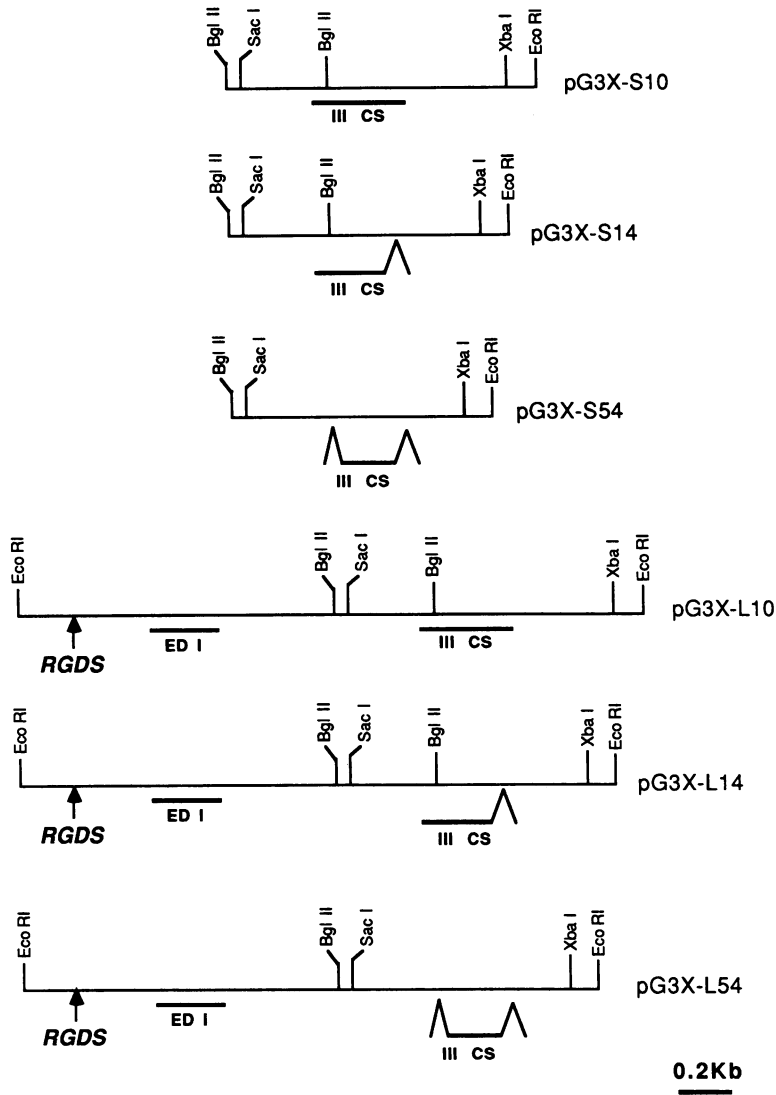 Bgl II Sac I Bgl II Xba I Eco RI
pG3X-S10
III CS
Bgl II Sac I Bgl II Xba I Eco RI
pG3X-S14
III CS
Bgl II Sac I Xba I Eco RI
pG3X-S54
III CS
Eco RI Bgl II Sac I Bgl II Xba I Eco RI
pG3X-L10
ED I III CS
RGDS
Eco RI Bgl II Sac I Bgl II Xba I Eco RI
pG3X-L14
ED I
RGDS III CS
Eco RI Bgl II Sac I Xba I Eco RI
pG3X-L54
ED I
RGDS
III CS
0.2Kb